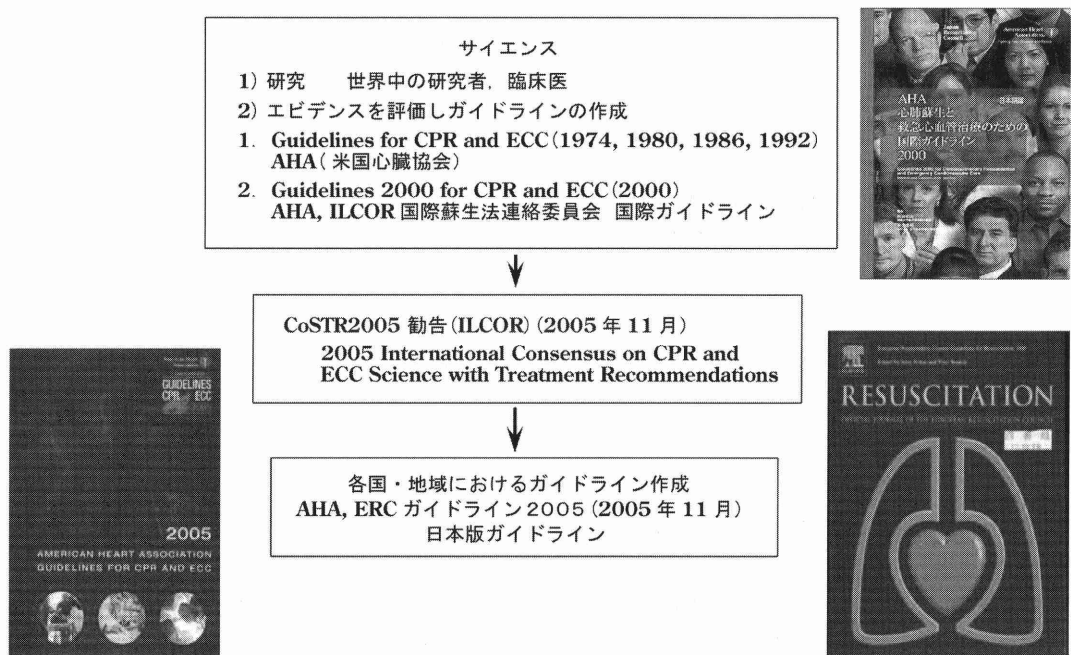 サイエンス
1) 研究　世界中の研究者, 臨床医
2) エビデンスを評価しガイドラインの作成
1. Guidelines for CPR and ECC(1974, 1980, 1986, 1992)
AHA(米国心臓協会)
2. Guidelines 2000 for CPR and ECC(2000)
AHA, ILCOR 国際蘇生法連絡委員会 国際ガイドライン
AHA
日本語版
心肺蘇生と
救急心血管治療のための
国際ガイドライン
2000
CoSTR2005 勧告(ILCOR)(2005 年 11 月)
2005 International Consensus on CPR and
ECC Science with Treatment Recommendations
各国・地域におけるガイドライン作成
AHA, ERC ガイドライン2005(2005 年 11 月)
日本版ガイドライン
GUIDELINES
CPR ECC
2005
AMERICAN HEART ASSOCIATION
GUIDELINES FOR CPR AND ECC
RESUSCITATION